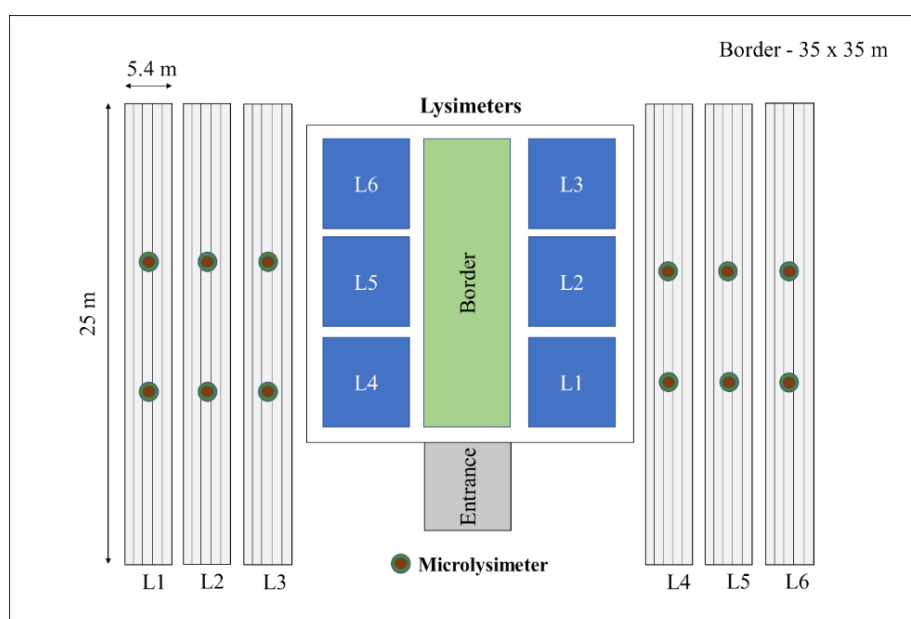 Border - 35 x 35 m
5.4 m
Lysimeters
25 m
L6
L3
L5
Border
L2
L4
L1
Entrance
Microlysimeter
L1
L2
L3
L4
L5
L6